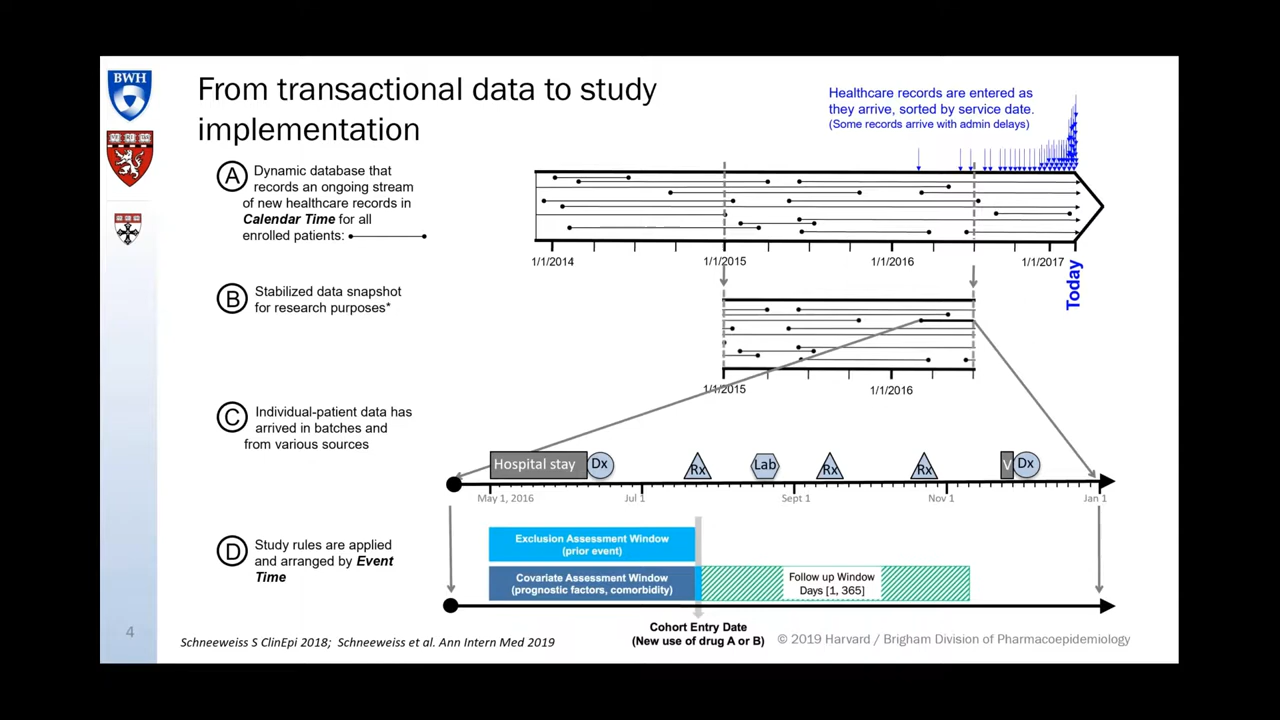 BWH
From transactional data to study
implementation
Healthcare records are entered as
they arrive, sorted by service date.
(Some records arrive with admin delays)
A
Dynamic database that
records an ongoing stream
of new healthcare records in
Calendar Time for all
enrolled patients:
1/1/2014
1/1/2015
1/1/2016
1/1/2017
Today
B
Stabilized data snapshot
for research purposes*
1/1/2015
1/1/2016
C
Individual-patient data has
arrived in batches and
from various sources
Hospital stay
Dx
Rx
Lab
Rx
Rx
V
Dx
May 1, 2016
Jul 1
Sept 1
Nov 1
Jan 1
D
Study rules are applied
and arranged by Event
Time
Exclusion Assessment Window
(prior event)
Covariate Assessment Window
(prognostic factors, comorbidity)
Follow up Window
Days [1, 365]
Cohort Entry Date
(New use of drug A or B)
4
Schneeweiss S ClinEpi 2018; Schneeweiss et al. Ann Intern Med 2019
© 2019 Harvard / Brigham Division of Pharmacoepidemiology